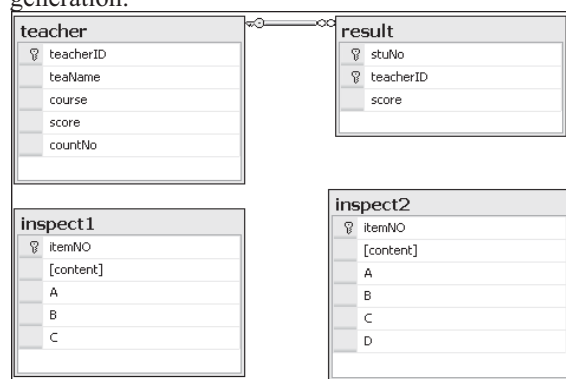 generation.
teacher
teacherID
teaName
course
score
countNo
result
stuNo
teacherID
score
inspect1
itemNO
[content]
A
B
C
inspect2
itemNO
[content]
A
B
C
D